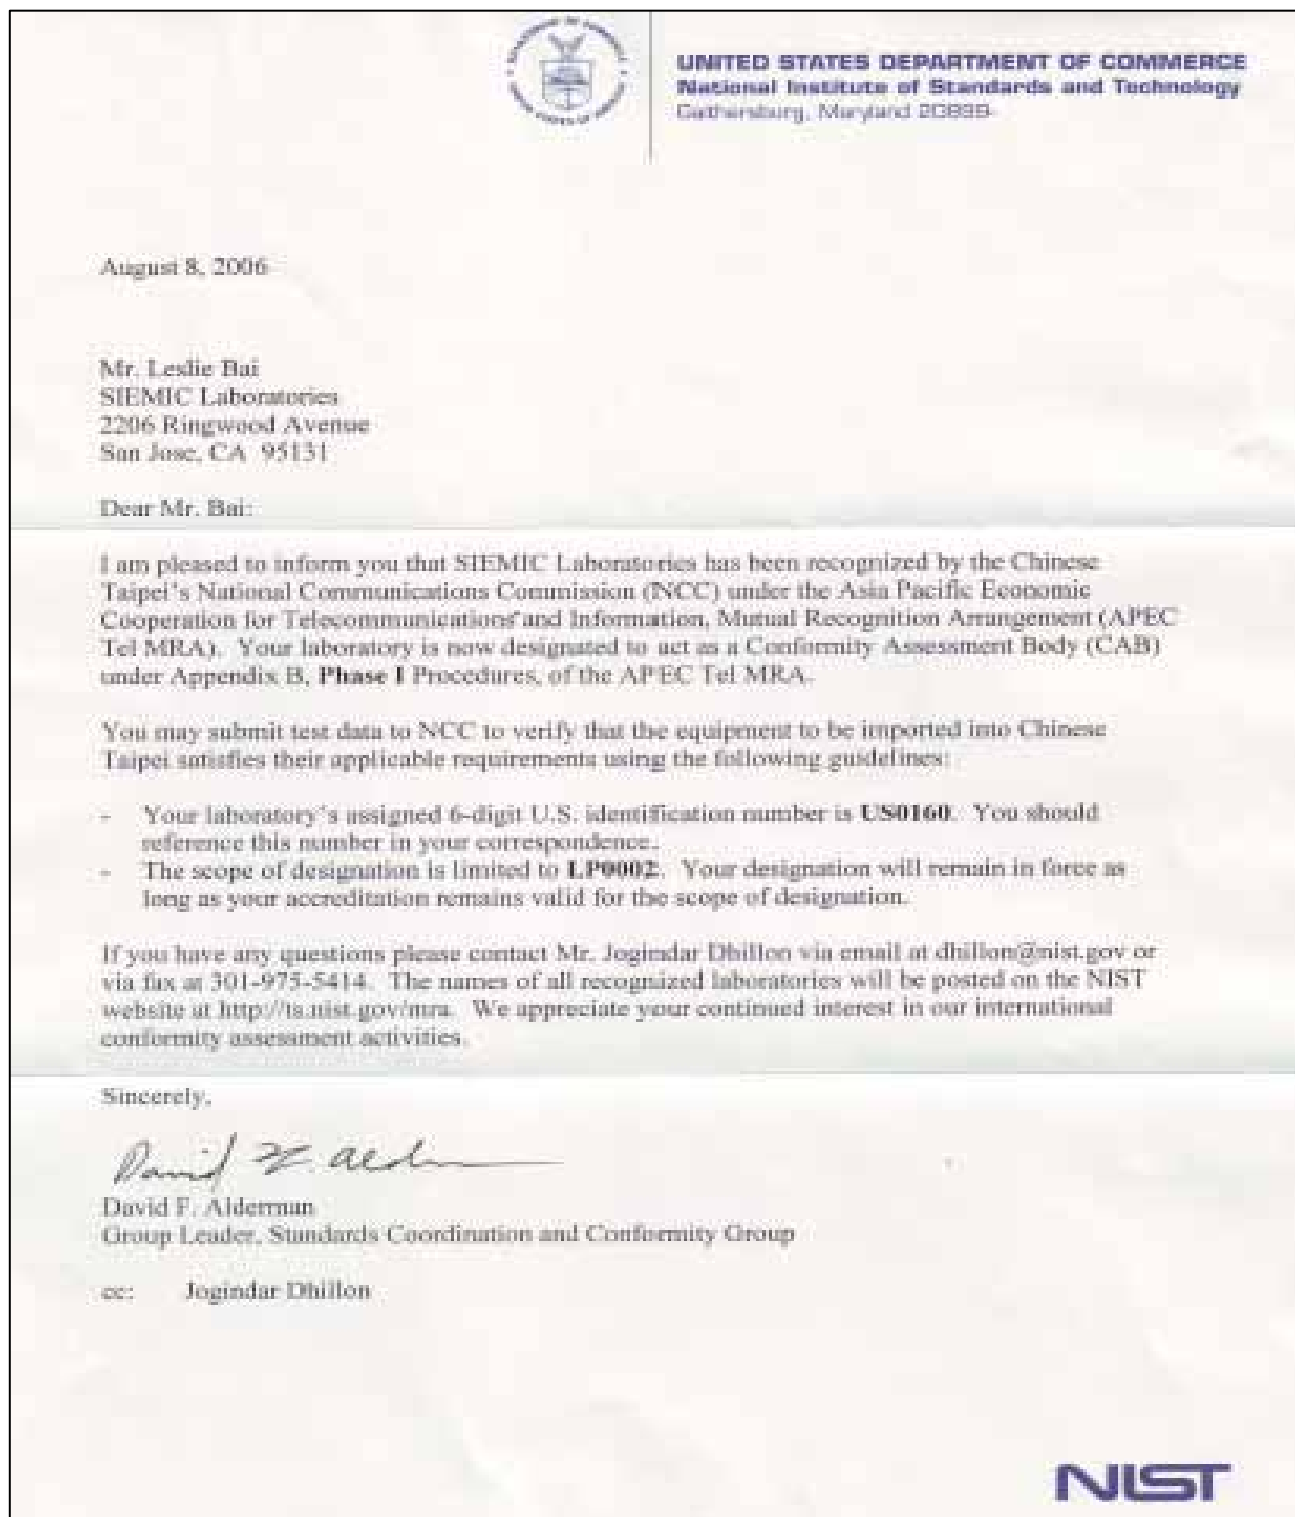 UNITED STATES DEPARTMENT OF COMMERCE
National Institute of Standards and Technology
Gaithersburg, Maryland 20899-
August 8, 2006
Mr. Leslie Bai
SIEMIC Laboratories
2206 Ringwood Avenue
San Jose, CA 95131
Dear Mr. Bai:
I am pleased to inform you that SIEMIC Laboratories has been recognized by the Chinese
Taipei's National Communications Commission (NCC) under the Asia Pacific Economic
Cooperation for Telecommunications and Information, Mutual Recognition Arrangement (APEC
Tel MRA). Your laboratory is now designated to act as a Conformity Assessment Body (CAB)
under Appendix B, Phase I Procedures, of the APEC Tel MRA.
You may submit test data to NCC to verify that the equipment to be imported into Chinese
Taipei satisfies their applicable requirements using the following guidelines:
- Your laboratory's assigned 6-digit U.S. identification number is US0160. You should
reference this number in your correspondence.
- The scope of designation is limited to LP0002. Your designation will remain in force as
long as your accreditation remains valid for the scope of designation.
If you have any questions please contact Mr. Jogindar Dhillon via email at dhillon@nist.gov or
via fax at 301-975-5414. The names of all recognized laboratories will be posted on the NIST
website at http://ts.nist.gov/mra. We appreciate your continued interest in our international
conformity assessment activities.
Sincerely,
David F. Alderman
Group Leader, Standards Coordination and Conformity Group
cc: Jogindar Dhillon
NIST